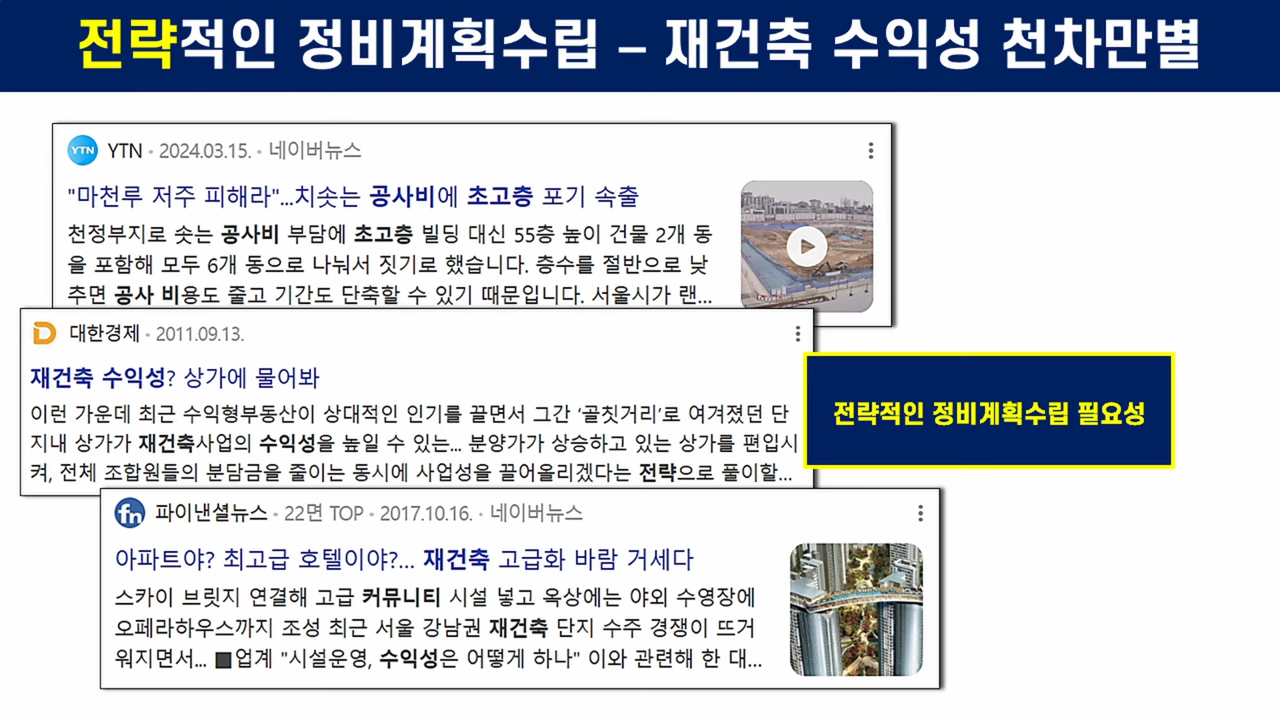 전략적인 정비계획수립 – 재건축 수익성 천차만별
YTN · 2024.03.15. · 네이버뉴스
"마천루 저주 피해라"...치솟는 공사비에 초고층 포기 속출
천정부지로 솟는 공사비 부담에 초고층 빌딩 대신 55층 높이 건물 2개 동
을 포함해 모두 6개 동으로 나눠서 짓기로 했습니다. 층수를 절반으로 낮
추면 공사 비용도 줄고 기간도 단축할 수 있기 때문입니다. 서울시가 랜...
대한경제 · 2011.09.13.
재건축 수익성? 상가에 물어봐
이런 가운데 최근 수익형부동산이 상대적인 인기를 끌면서 그간 ‘골칫거리’로 여겨졌던 단
지내 상가가 재건축사업의 수익성을 높일 수 있는... 분양가가 상승하고 있는 상가를 편입시
켜, 전체 조합원들의 분담금을 줄이는 동시에 사업성을 끌어올리겠다는 전략으로 풀이할...
전략적인 정비계획수립 필요성
fn 파이낸셜뉴스 · 22면 TOP · 2017.10.16. · 네이버뉴스
아파트야? 최고급 호텔이야?... 재건축 고급화 바람 거세다
스카이 브릿지 연결해 고급 커뮤니티 시설 넣고 옥상에는 야외 수영장에
오페라하우스까지 조성 최근 서울 강남권 재건축 단지 수주 경쟁이 뜨거
워지면서... ■업계 "시설운영, 수익성은 어떻게 하나" 이와 관련해 한 대...